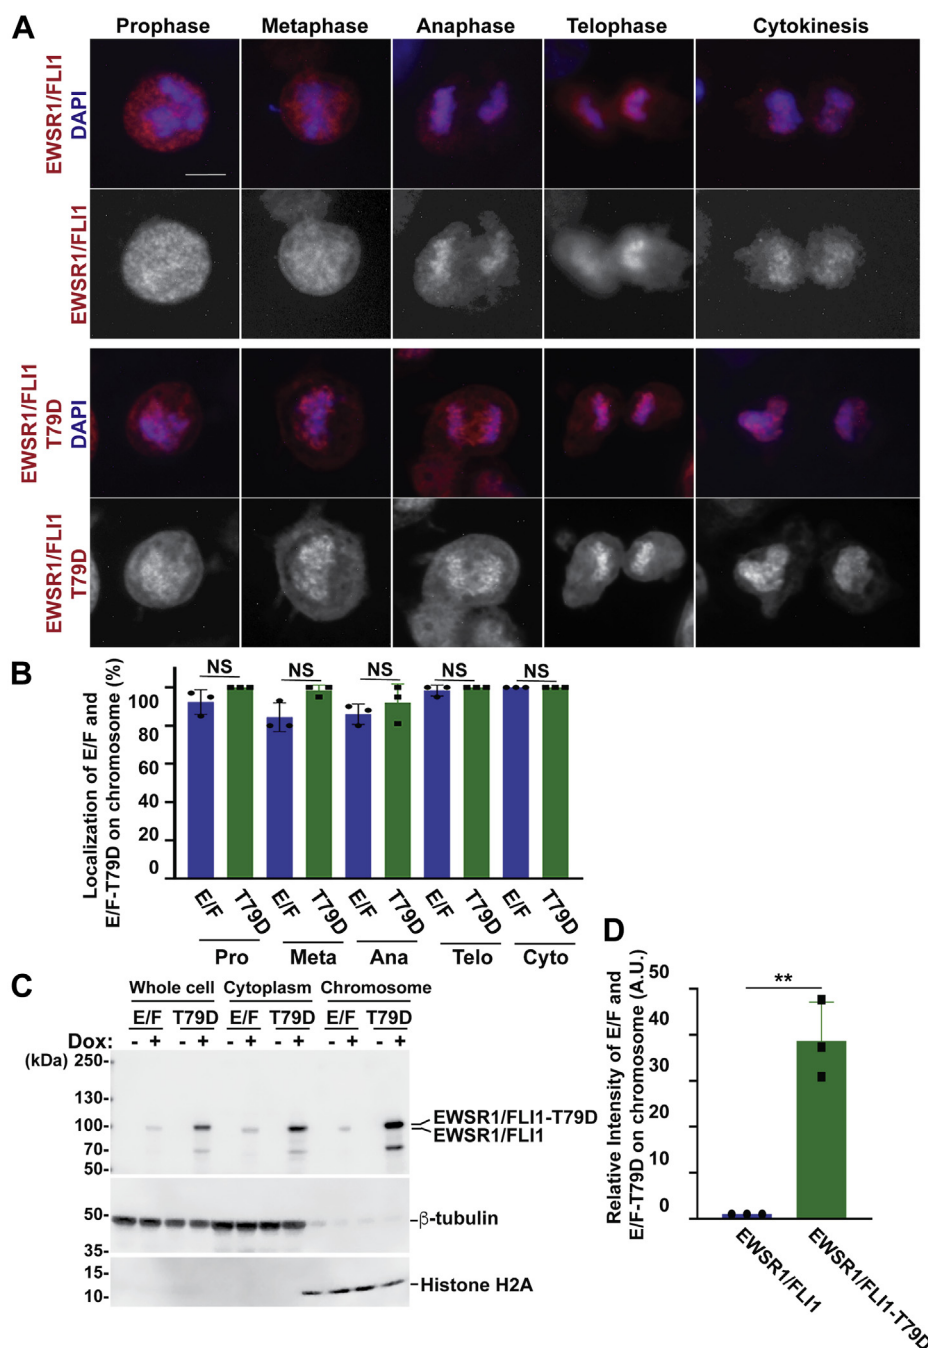 A
Prophase Metaphase Anaphase Telophase Cytokinesis
EWSR1/FLI1
DAPI
EWSR1/FLI1
EWSR1/FLI1
T79D
DAPI
EWSR1/FLI1
T79D
B
Localization of E/F and
E/F-T79D on chromosome (%)
NS NS NS NS NS
100
80
60
40
20
0
E/F T79D E/F T79D E/F T79D E/F T79D E/F T79D
Pro Meta Ana Telo Cyto
C
Whole cell Cytoplasm Chromosome
E/F T79D E/F T79D E/F T79D
Dox: - + - + - + - + - + - +
(kDa) 250-
130-
100-
70-
50-
EWSR1/FLI1-T79D
EWSR1/FLI1
50-
35-
β-tubulin
15-
10-
Histone H2A
D
Relative Intensity of E/F and
E/F-T79D on chromosome (A.U.)
**
50
40
30
20
10
0
EWSR1/FLI1
EWSR1/FLI1-T79D